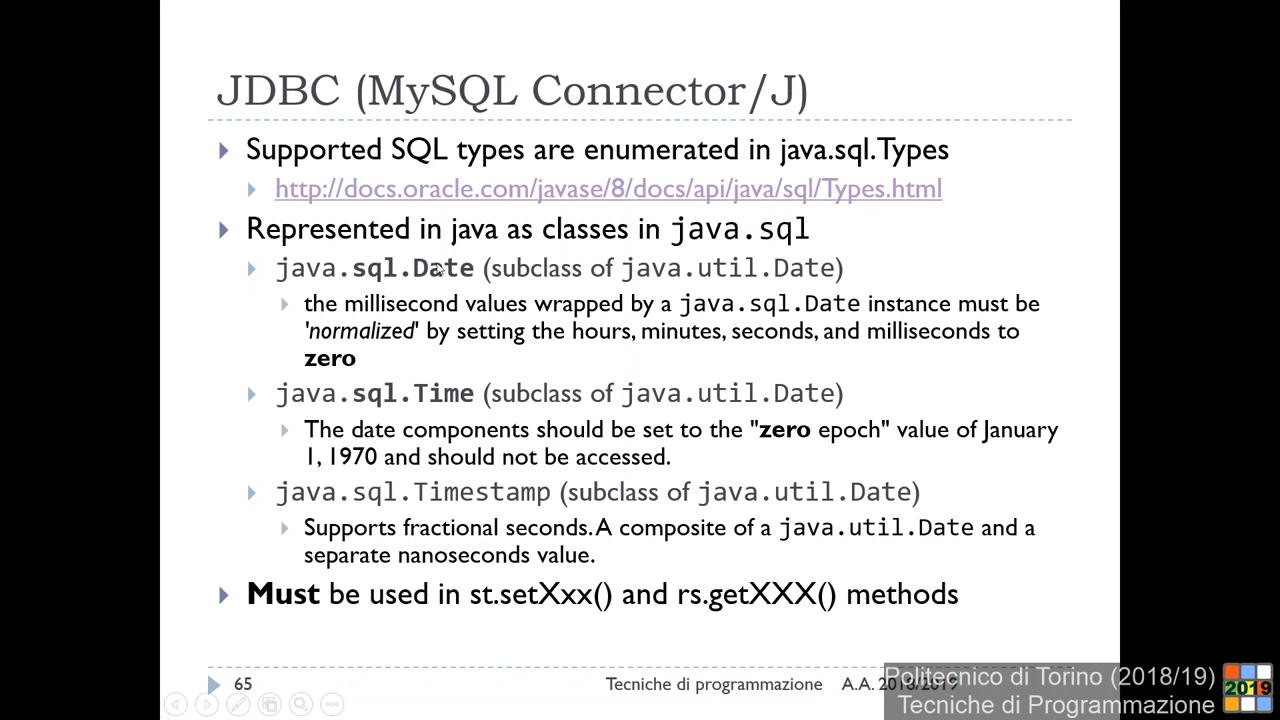 JDBC (MySQL Connector/J)
Supported SQL types are enumerated in java.sql.Types
http://docs.oracle.com/javase/8/docs/api/java/sql/Types.html
Represented in java as classes in java.sql
java.sql.Date (subclass of java.util.Date)
the millisecond values wrapped by a java.sql.Date instance must be
'normalized' by setting the hours, minutes, seconds, and milliseconds to
zero
java.sql.Time (subclass of java.util.Date)
The date components should be set to the "zero epoch" value of January
1, 1970 and should not be accessed.
java.sql.Timestamp (subclass of java.util.Date)
Supports fractional seconds. A composite of a java.util.Date and a
separate nanoseconds value.
Must be used in st.setXxx() and rs.getXXX() methods
65
Tecniche di programmazione A.A. 2018/2019
Politecnico di Torino (2018/19)
Tecniche di Programmazione
2019